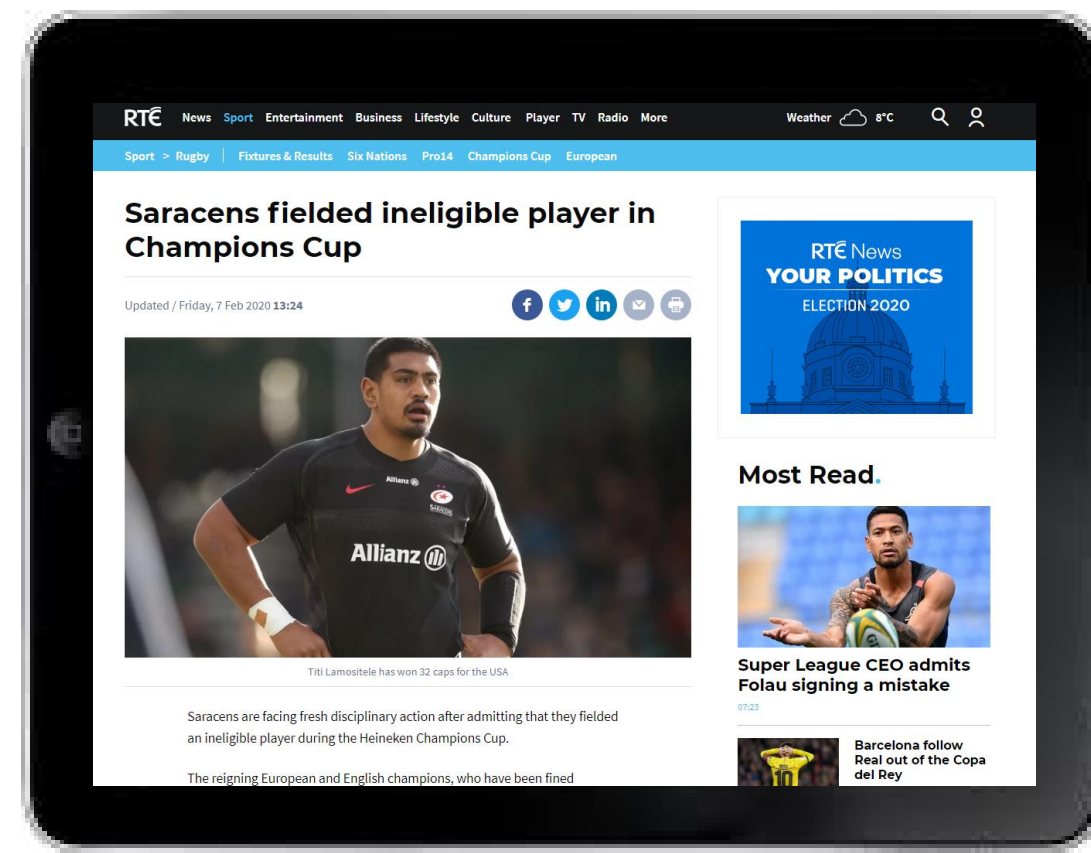 RTÉ News Sport Entertainment Business Lifestyle Culture Player TV Radio More Weather 8°C
Sport > Rugby Fixtures & Results Six Nations Pro14 Champions Cup European
Saracens fielded ineligible player in
Champions Cup
Updated / Friday, 7 Feb 2020 13:24
Allianz
SARACENS
Allianz
Titi Lamositele has won 32 caps for the USA
Saracens are facing fresh disciplinary action after admitting that they fielded
an ineligible player during the Heineken Champions Cup.
The reigning European and English champions, who have been fined
RTÉ News
YOUR POLITICS
ELECTION 2020
Most Read.
Super League CEO admits
Folau signing a mistake
07:23
10
Barcelona follow
Real out of the Copa
del Rey